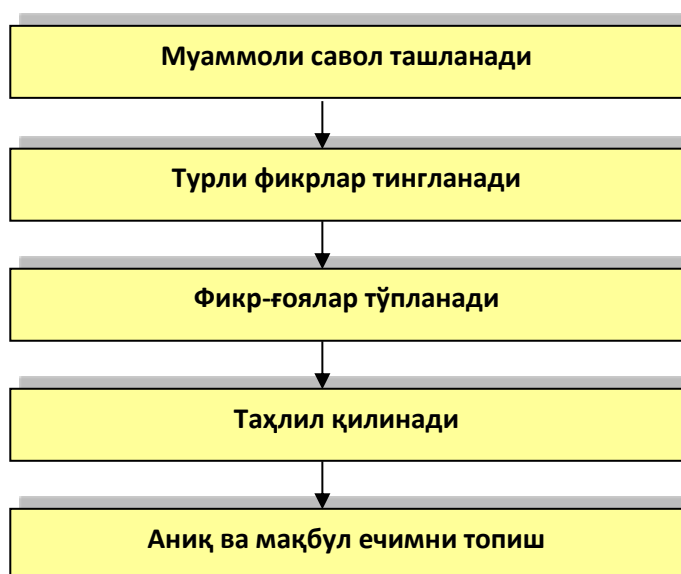 Муаммоли савол ташланади
Турли фикрлар тингланади
Фикр-ғоялар тўпланади
Таҳлил қилинади
Аниқ ва мақбул ечимни топиш